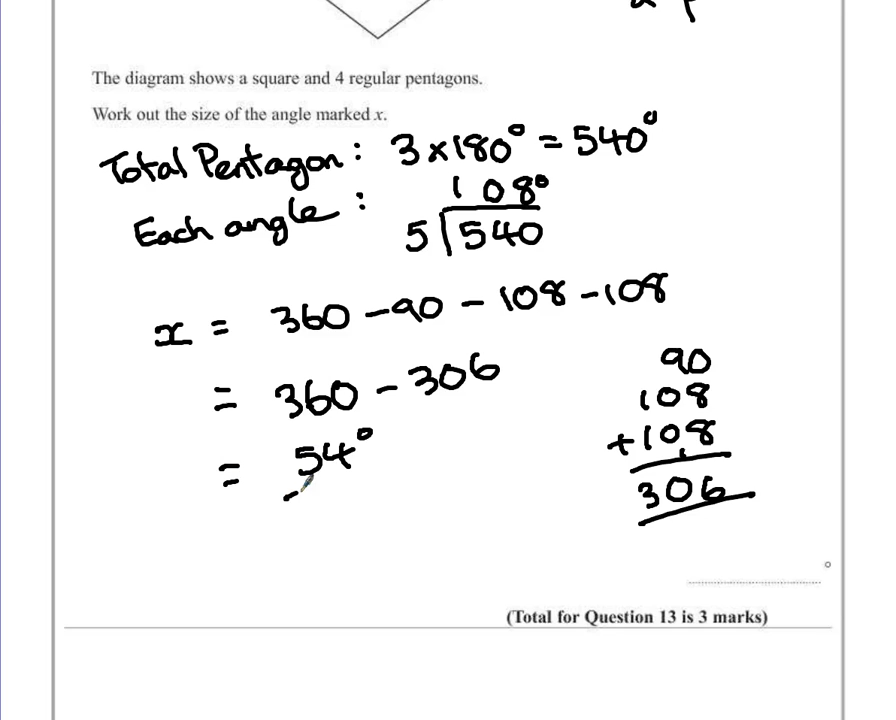 The diagram shows a square and 4 regular pentagons.
Work out the size of the angle marked x.
Total Pentagon: 3 x 180° = 540°
Each angle: 108°
5 540
x = 360 - 90 - 108 - 108
= 360 - 306
= 54°
90
108
+108
1
306
°
(Total for Question 13 is 3 marks)